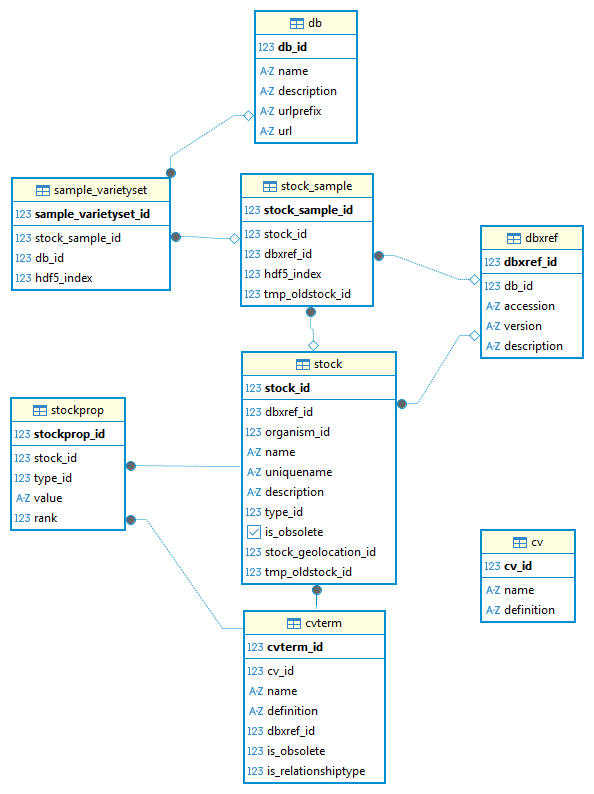 db
123 db_id
A-Z name
A-Z description
A-Z urlprefix
A-Z url
sample_varietyset
123 sample_varietyset_id
123 stock_sample_id
123 db_id
123 hdf5_index
stock_sample
123 stock_sample_id
123 stock_id
123 dbxref_id
123 hdf5_index
123 tmp_oldstock_id
dbxref
123 dbxref_id
123 db_id
A-Z accession
A-Z version
A-Z description
stock
123 stock_id
123 dbxref_id
123 organism_id
A-Z name
A-Z uniquename
A-Z description
123 type_id
is_obsolete
123 stock_geolocation_id
123 tmp_oldstock_id
stockprop
123 stockprop_id
123 stock_id
123 type_id
A-Z value
123 rank
cv
123 cv_id
A-Z name
A-Z definition
cvterm
123 cvterm_id
123 cv_id
A-Z name
A-Z definition
123 dbxref_id
123 is_obsolete
123 is_relationshiptype